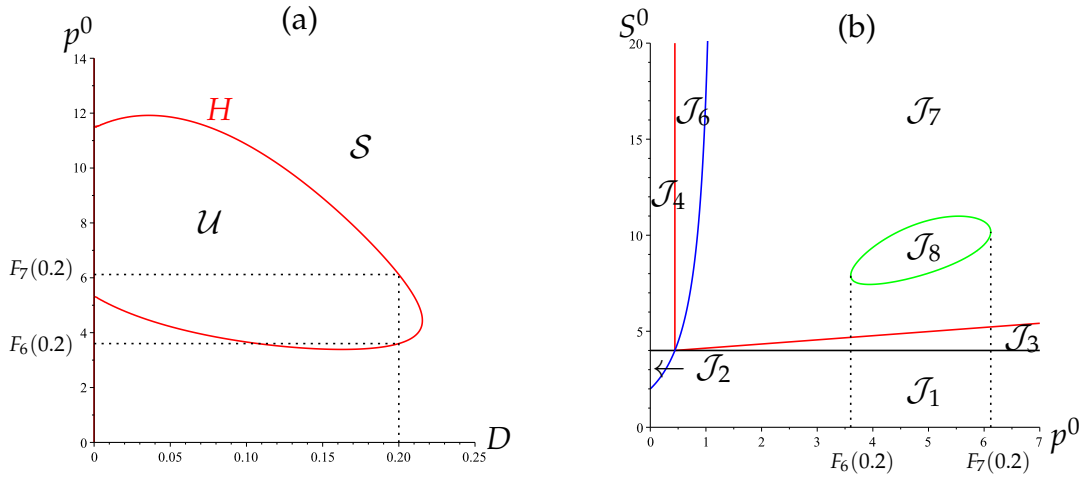 (a)
p⁰
14
12
10
8
6
4
2
0
F₇(0.2)
F₆(0.2)
H
S
U
0 0.05 0.10 0.15 0.20 0.25
D
(b)
S⁰
20
15
10
5
0
J₆
J₇
J₄
J₈
J₃
J₂
J₁
0 1 2 3 4 5 6 7
p⁰
F₆(0.2) F₇(0.2)